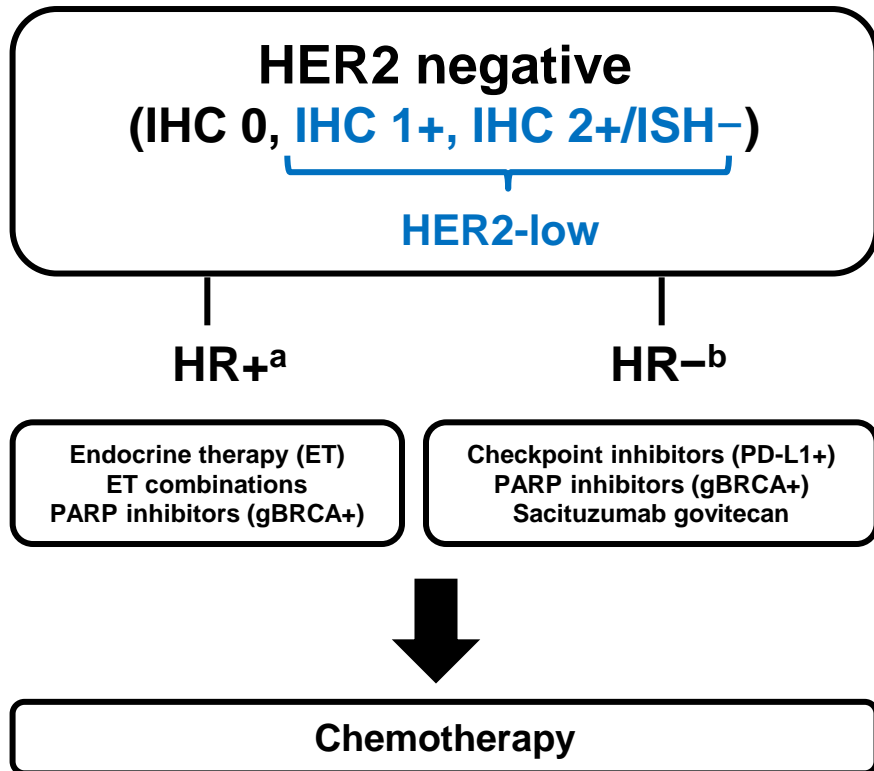 HER2 negative
(IHC 0, IHC 1+, IHC 2+/ISH−)
HER2-low
HR+ᵃ
HR−ᵇ
Endocrine therapy (ET)
ET combinations
PARP inhibitors (gBRCA+)
Checkpoint inhibitors (PD-L1+)
PARP inhibitors (gBRCA+)
Sacituzumab govitecan
Chemotherapy